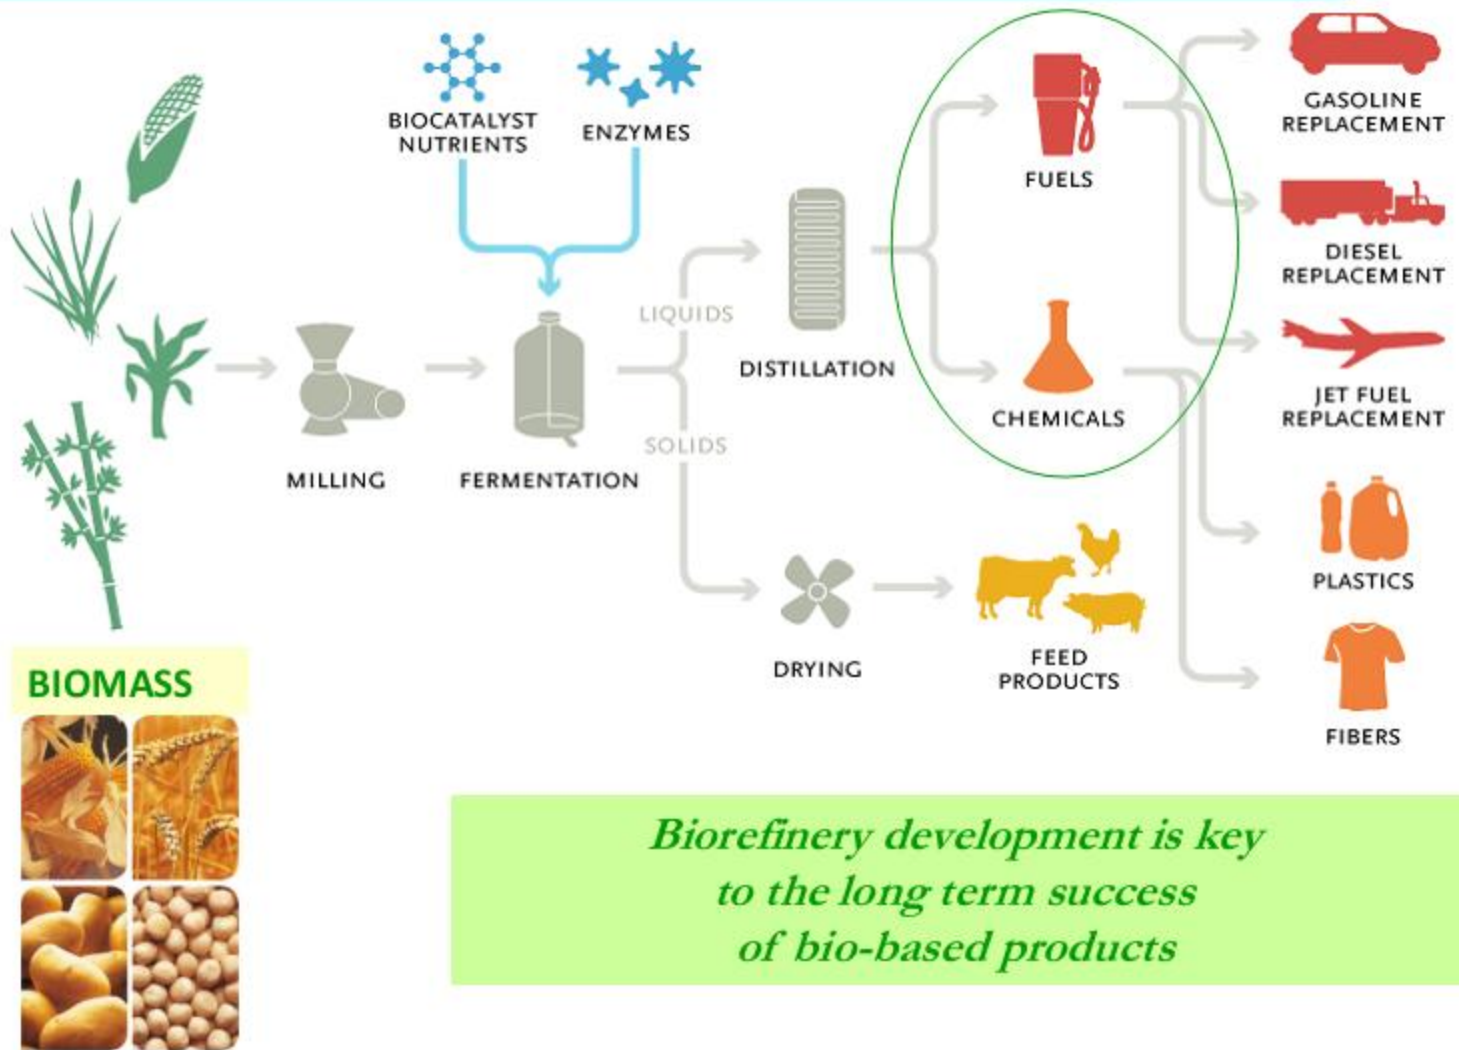 BIOCATALYST
NUTRIENTS
ENZYMES
FUELS
GASOLINE
REPLACEMENT
DIESEL
REPLACEMENT
LIQUIDS
DISTILLATION
CHEMICALS
JET FUEL
REPLACEMENT
MILLING
FERMENTATION
SOLIDS
PLASTICS
DRYING
FEED
PRODUCTS
FIBERS
BIOMASS
Biorefinery development is key
to the long term success
of bio-based products